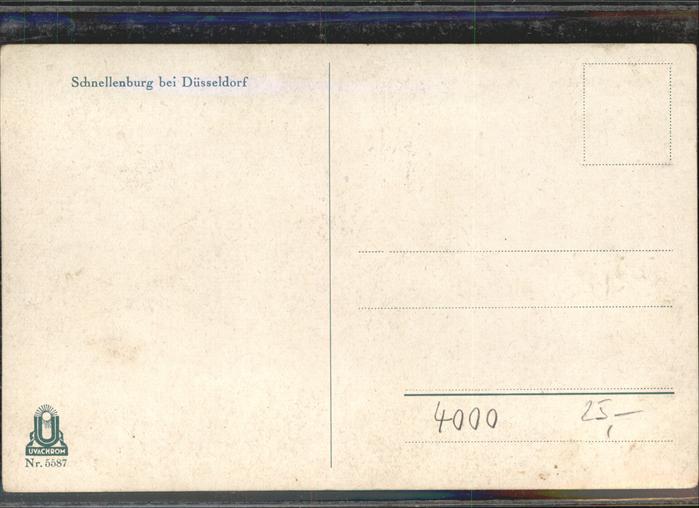 Schnellenburg bei Düsseldorf
UVACHROM
Nr. 5587
4000 25,—